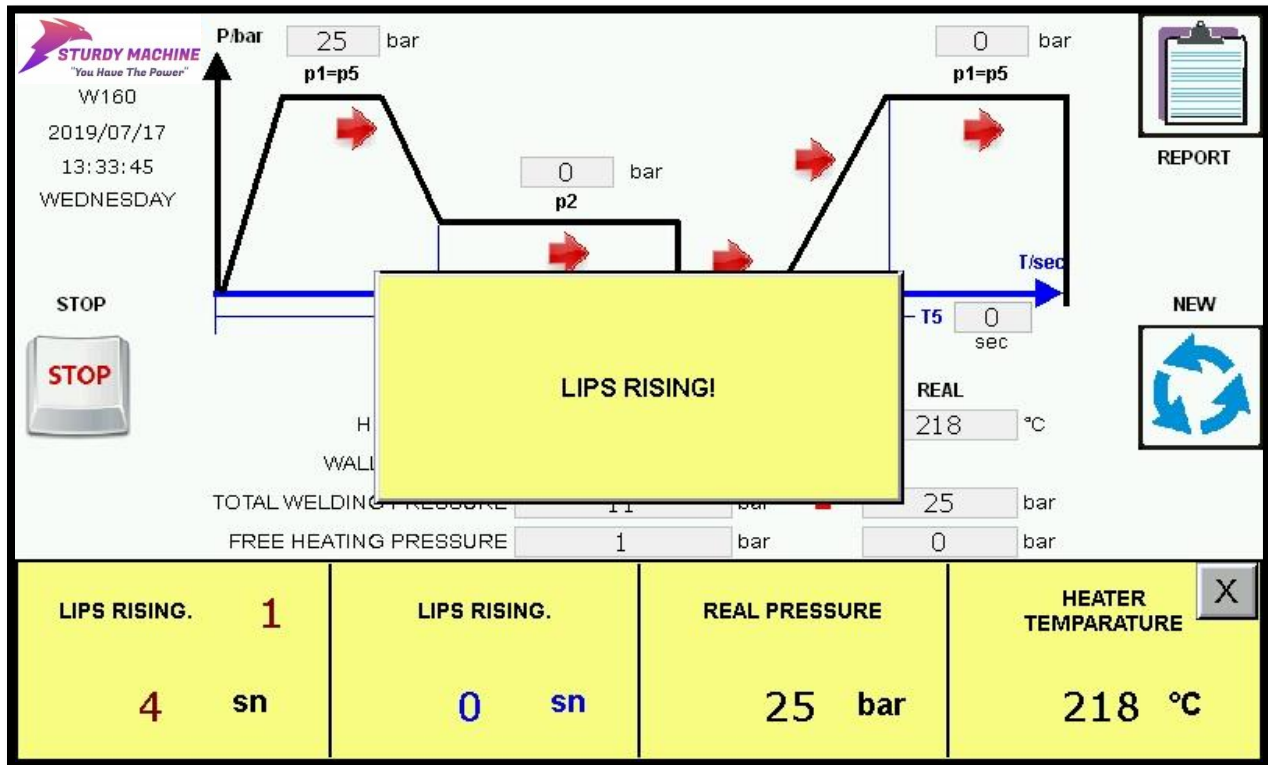 STURDY MACHINE
"You Have The Power"
W160
2019/07/17
13:33:45
WEDNESDAY
P/bar
25 bar
p1=p5
0 bar
p1=p5
0 bar
p2
REPORT
T/sec
STOP
STOP
T5 0
sec
NEW
LIPS RISING!
REAL
H 218 °C
WALL
TOTAL WELDING PRESSURE 11 bar 25 bar
FREE HEATING PRESSURE 1 bar 0 bar
LIPS RISING. 1
4 sn
LIPS RISING.
0 sn
REAL PRESSURE
25 bar
HEATER
TEMPARATURE
218 °C
X